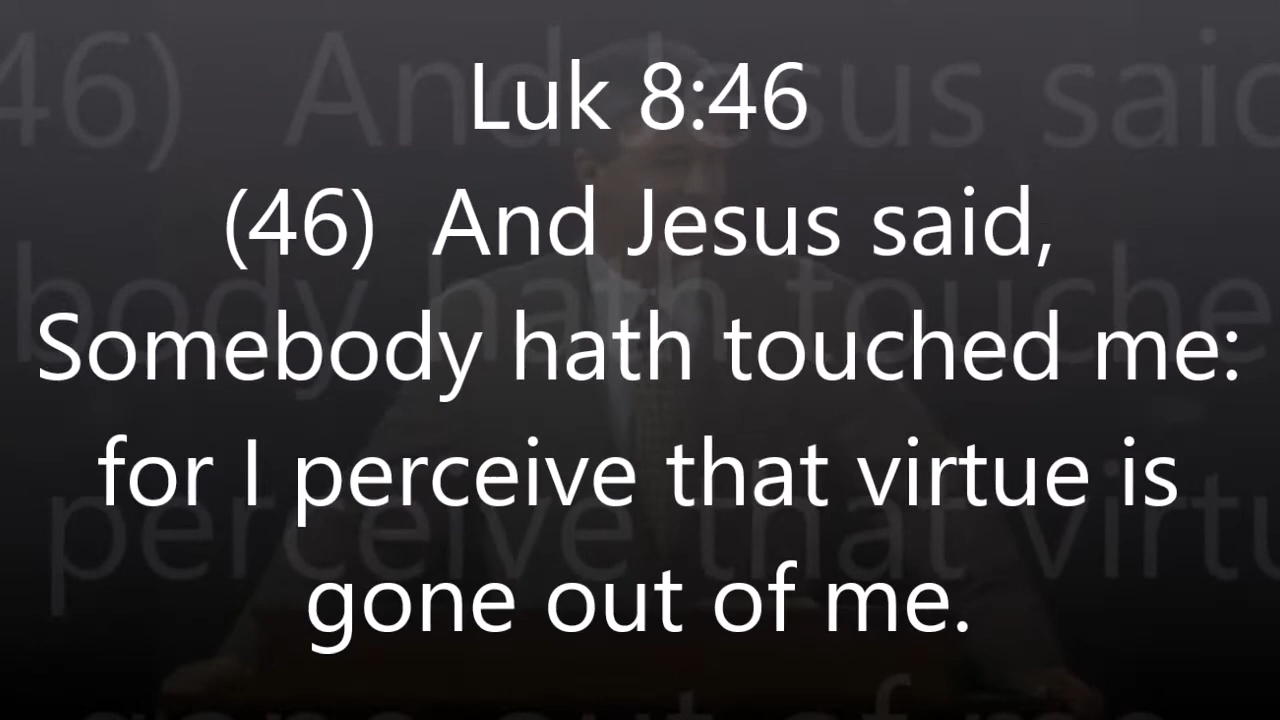 Luk 8:46
(46) And Jesus said,
Somebody hath touched me:
for I perceive that virtue is
gone out of me.